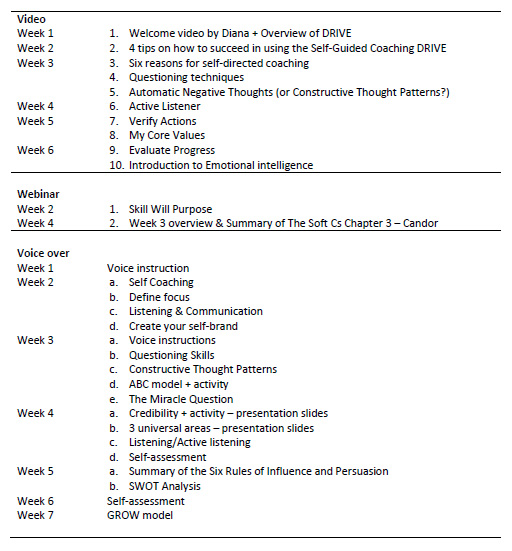 Video
Week 1 1. Welcome video by Diana + Overview of DRIVE
Week 2 2. 4 tips on how to succeed in using the Self-Guided Coaching DRIVE
Week 3 3. Six reasons for self-directed coaching
4. Questioning techniques
5. Automatic Negative Thoughts (or Constructive Thought Patterns?)
Week 4 6. Active Listener
Week 5 7. Verify Actions
8. My Core Values
Week 6 9. Evaluate Progress
10. Introduction to Emotional intelligence
Webinar
Week 2 1. Skill Will Purpose
Week 4 2. Week 3 overview & Summary of The Soft Cs Chapter 3 – Candor
Voice over
Week 1 Voice instruction
Week 2 a. Self Coaching
b. Define focus
c. Listening & Communication
d. Create your self-brand
Week 3 a. Voice instructions
b. Questioning Skills
c. Constructive Thought Patterns
d. ABC model + activity
e. The Miracle Question
Week 4 a. Credibility + activity – presentation slides
b. 3 universal areas – presentation slides
c. Listening/Active listening
d. Self-assessment
Week 5 a. Summary of the Six Rules of Influence and Persuasion
b. SWOT Analysis
Week 6 Self-assessment
Week 7 GROW model